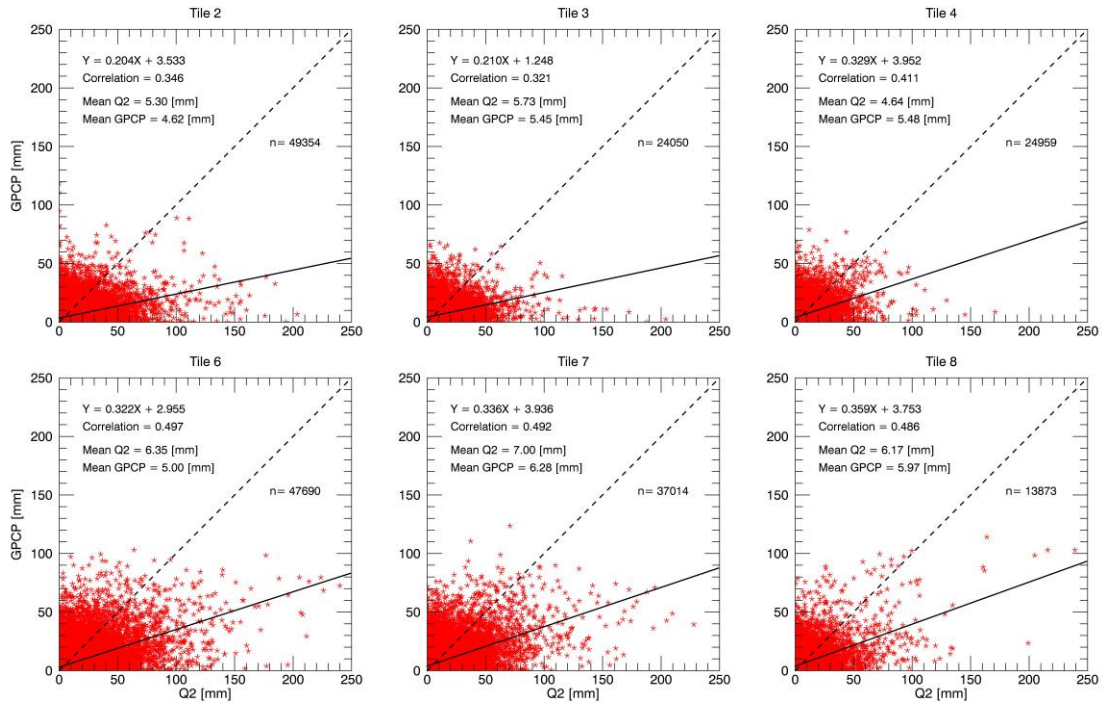 Tile 2
250
200
150
100
50
0
GPCP [mm]
Y = 0.204X + 3.533
Correlation = 0.346
Mean Q2 = 5.30 [mm]
Mean GPCP = 4.62 [mm]
n= 49354
0 50 100 150 200 250
Tile 3
250
200
150
100
50
0
Y = 0.210X + 1.248
Correlation = 0.321
Mean Q2 = 5.73 [mm]
Mean GPCP = 5.45 [mm]
n= 24050
0 50 100 150 200 250
Tile 4
250
200
150
100
50
0
Y = 0.329X + 3.952
Correlation = 0.411
Mean Q2 = 4.64 [mm]
Mean GPCP = 5.48 [mm]
n= 24959
0 50 100 150 200 250
Tile 6
250
200
150
100
50
0
GPCP [mm]
Y = 0.322X + 2.955
Correlation = 0.497
Mean Q2 = 6.35 [mm]
Mean GPCP = 5.00 [mm]
n= 47690
0 50 100 150 200 250
Q2 [mm]
Tile 7
250
200
150
100
50
0
Y = 0.336X + 3.936
Correlation = 0.492
Mean Q2 = 7.00 [mm]
Mean GPCP = 6.28 [mm]
n= 37014
0 50 100 150 200 250
Q2 [mm]
Tile 8
250
200
150
100
50
0
Y = 0.359X + 3.753
Correlation = 0.486
Mean Q2 = 6.17 [mm]
Mean GPCP = 5.97 [mm]
n= 13873
0 50 100 150 200 250
Q2 [mm]